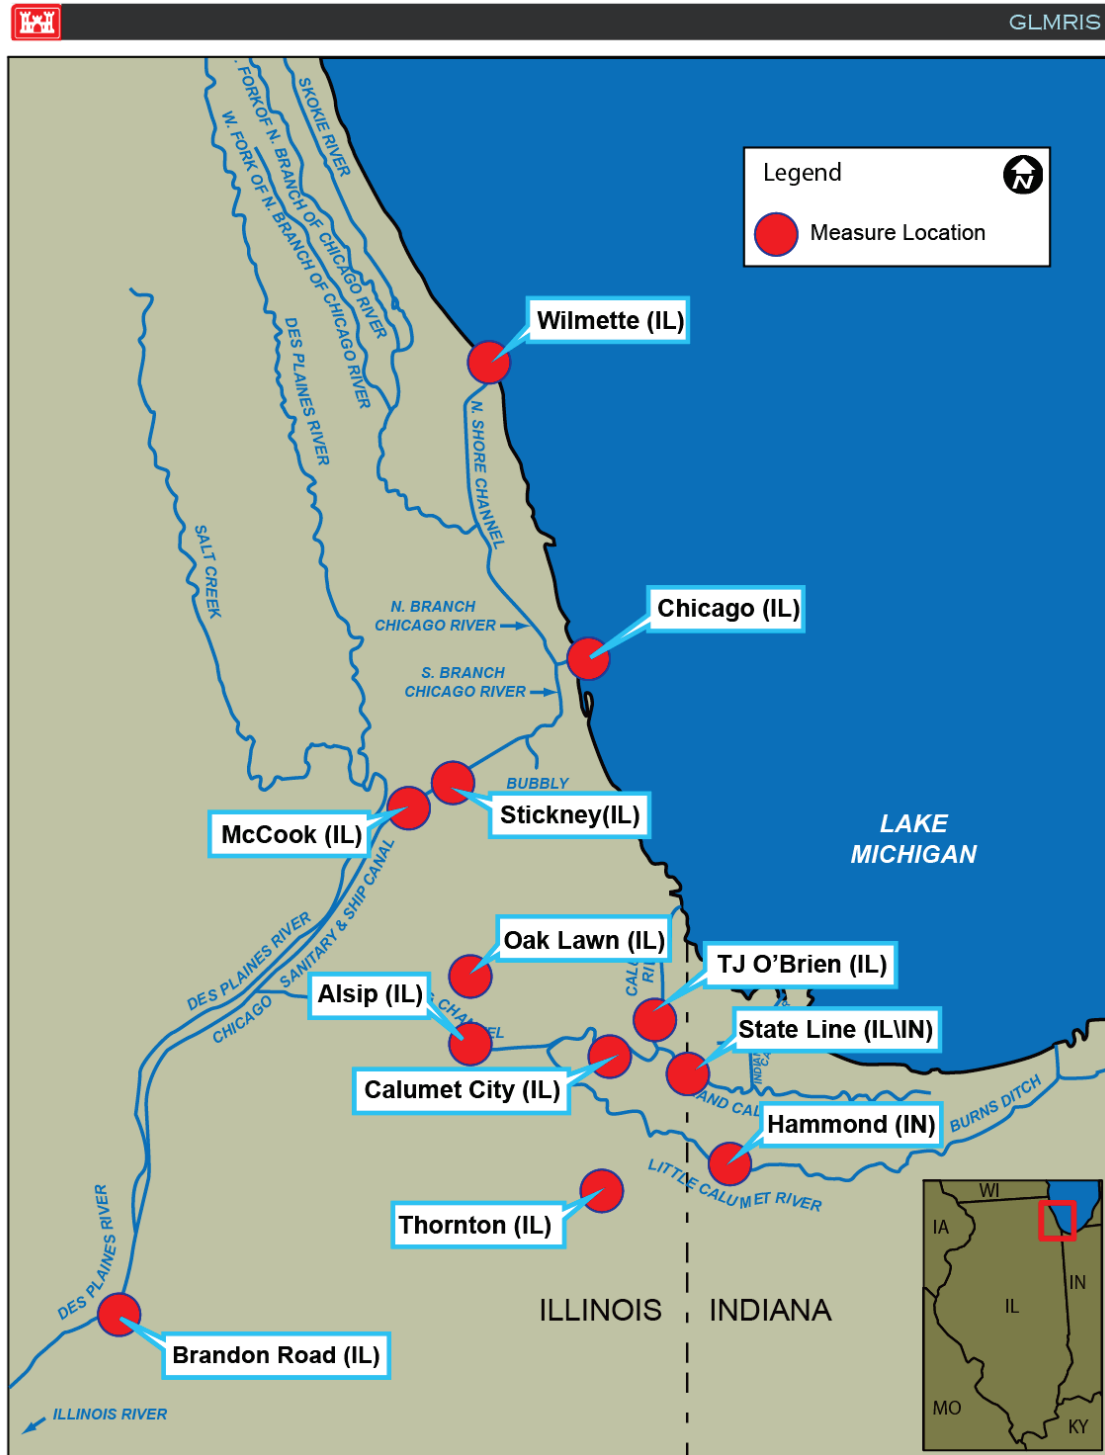 GLMRIS
Legend
N
Measure Location
SKOKIE RIVER
FORK OF N. BRANCH OF CHICAGO RIVER
W. FORK OF N. BRANCH OF CHICAGO RIVER
DES PLAINES RIVER
SALT CREEK
Wilmette (IL)
N. SHORE CHANNEL
N. BRANCH
CHICAGO RIVER
Chicago (IL)
S. BRANCH
CHICAGO RIVER
BUBBLY
Stickney(IL)
McCook (IL)
LAKE
MICHIGAN
DES PLAINES RIVER
CHICAGO SANITARY & SHIP CANAL
Oak Lawn (IL)
TJ O'Brien (IL)
Alsip (IL)
State Line (IL\IN)
Calumet City (IL)
BURNS DITCH
Hammond (IN)
LITTLE CALUMET RIVER
Thornton (IL)
DES PLAINES RIVER
ILLINOIS
INDIANA
Brandon Road (IL)
ILLINOIS RIVER
WI
IA
IL
IN
MO
KY